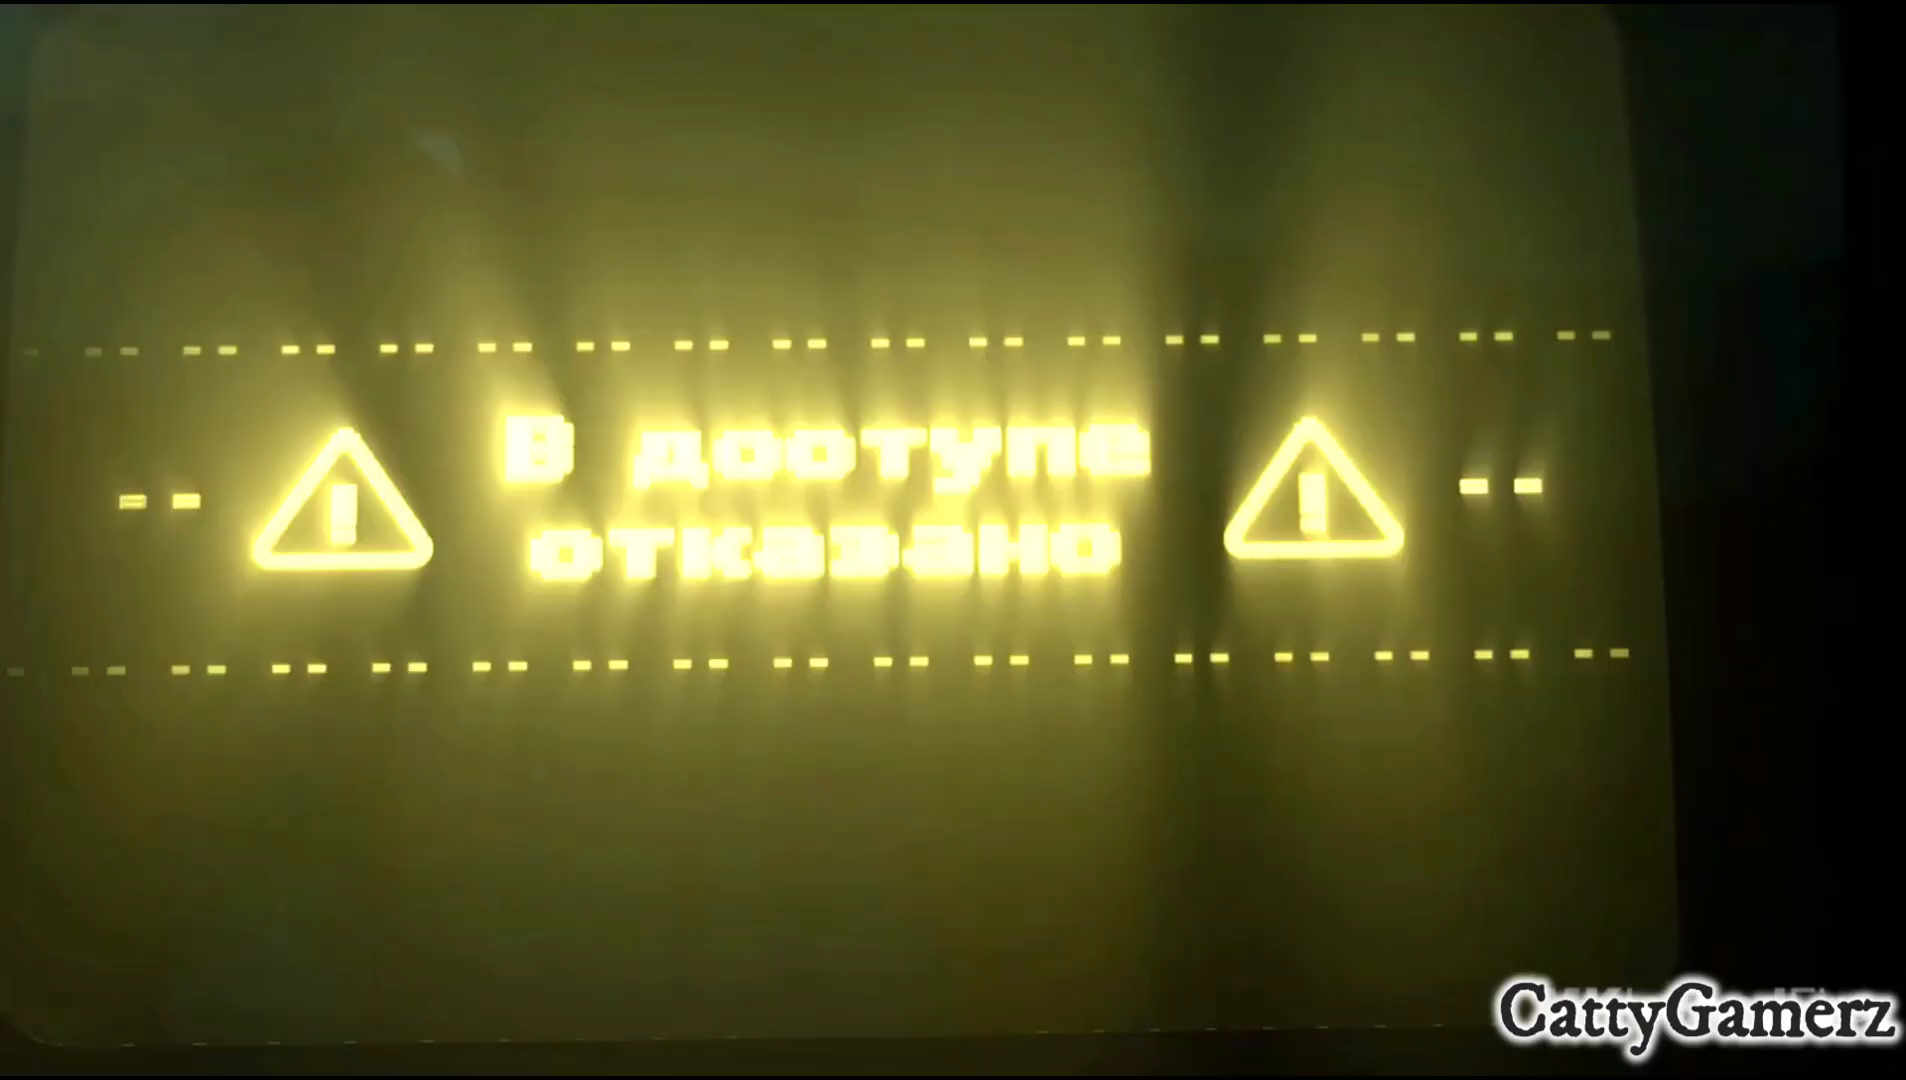 В доступе
отказано
CattyGamerz